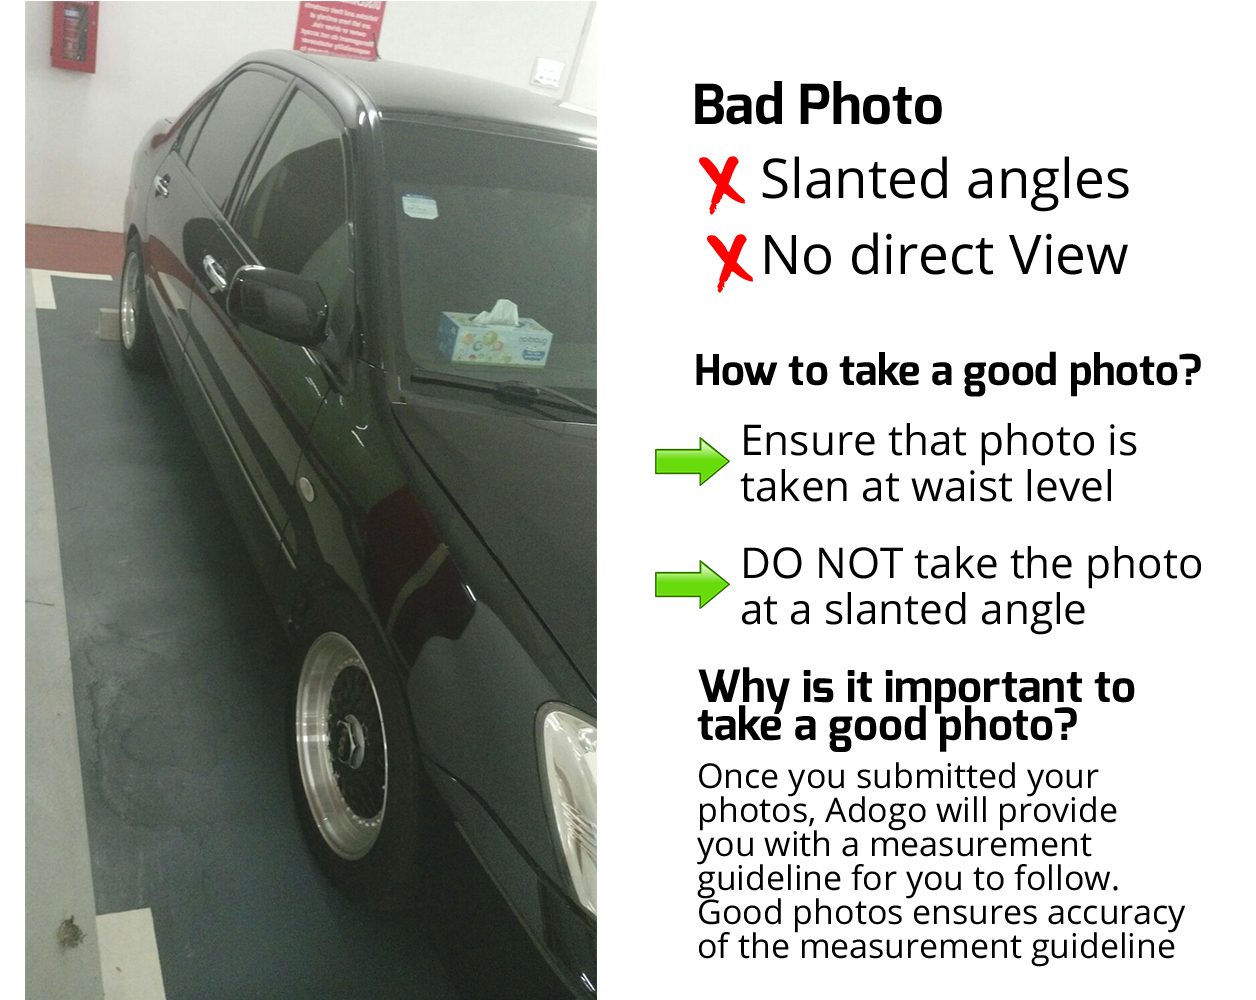 Bad Photo
Slanted angles
No direct View
How to take a good photo?
Ensure that photo is
taken at waist level
DO NOT take the photo
at a slanted angle
Why is it important to
take a good photo?
Once you submitted your
photos, Adogo will provide
you with a measurement
guideline for you to follow.
Good photos ensures accuracy
of the measurement guideline